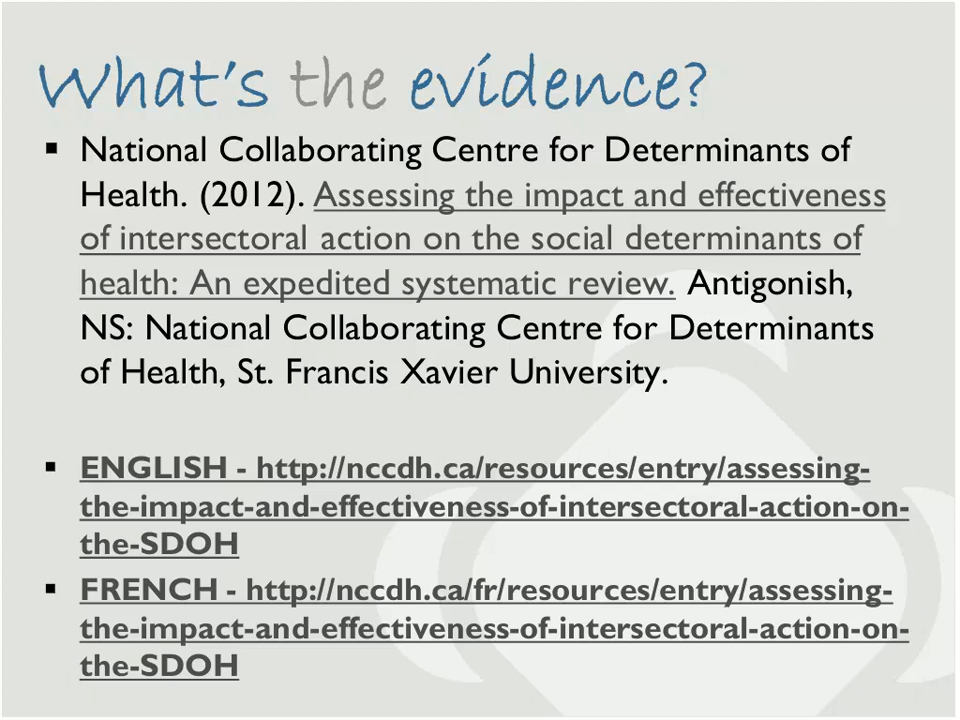 What's the evidence?
▪ National Collaborating Centre for Determinants of
Health. (2012). Assessing the impact and effectiveness
of intersectoral action on the social determinants of
health: An expedited systematic review. Antigonish,
NS: National Collaborating Centre for Determinants
of Health, St. Francis Xavier University.
▪ ENGLISH - http://nccdh.ca/resources/entry/assessing-
the-impact-and-effectiveness-of-intersectoral-action-on-
the-SDOH
▪ FRENCH - http://nccdh.ca/fr/resources/entry/assessing-
the-impact-and-effectiveness-of-intersectoral-action-on-
the-SDOH